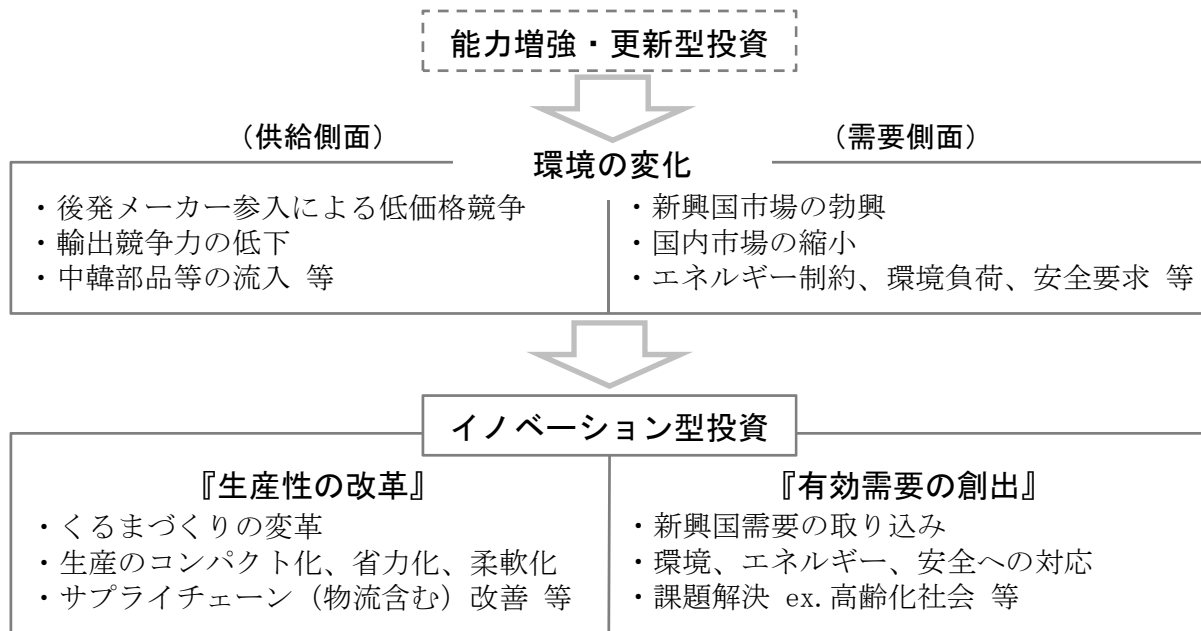 能力増強・更新型投資
（供給側面）
（需要側面）
環境の変化
・後発メーカー参入による低価格競争
・輸出競争力の低下
・中韓部品等の流入 等
・新興国市場の勃興
・国内市場の縮小
・エネルギー制約、環境負荷、安全要求 等
イノベーション型投資
『生産性の改革』
・くるまづくりの変革
・生産のコンパクト化、省力化、柔軟化
・サプライチェーン（物流含む）改善 等
『有効需要の創出』
・新興国需要の取り込み
・環境、エネルギー、安全への対応
・課題解決 ex.高齢化社会 等